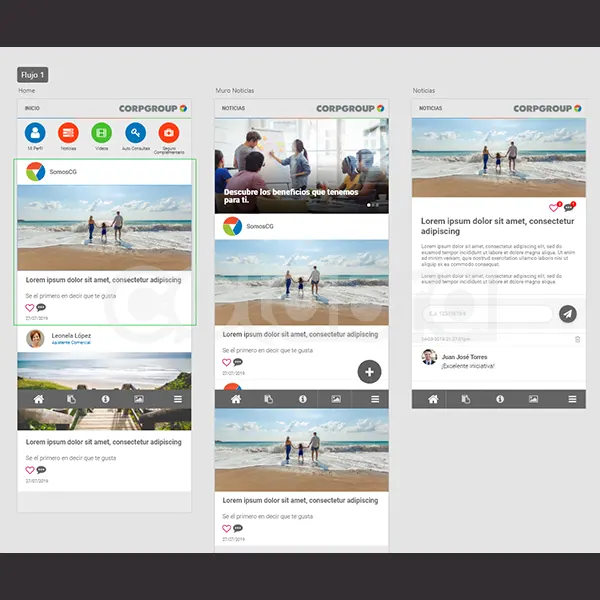 Flujo 1
Home
INICIO
CORPGROUP
Mi Perfil
Noticias
Videos
Auto Consultas
Seguro
Complementario
SomosCG
Lorem ipsum dolor sit amet, consectetur adipiscing
Se el primero en decir que te gusta
27/07/2019
Leonela López
Asistente Comercial
Lorem ipsum dolor sit amet, consectetur adipiscing
Se el primero en decir que te gusta
27/07/2019
Muro Noticias
NOTICIAS
CORPGROUP
Descubre los beneficios que tenemos
para ti.
SomosCG
Lorem ipsum dolor sit amet, consectetur adipiscing
Se el primero en decir que te gusta
27/07/2019
Lorem ipsum dolor sit amet, consectetur adipiscing
Se el primero en decir que te gusta
27/07/2019
Noticias
NOTICIAS
CORPGROUP
Lorem ipsum dolor sit amet, consectetur
adipiscing
Lorem ipsum dolor sit amet, consectetur adipiscing elit, sed do
eiusmod tempor incididunt ut labore et dolore magna aliqua. Ut enim
ad minim veniam, quis nostrud exercitation ullamco laboris nisi ut
aliquip ex ea commodo consequat.
Lorem ipsum dolor sit amet, consectetur adipiscing elit, sed do
eiusmod tempor incididunt ut labore et dolore magna aliqua.
Juan José Torres
¡Excelente iniciativa!